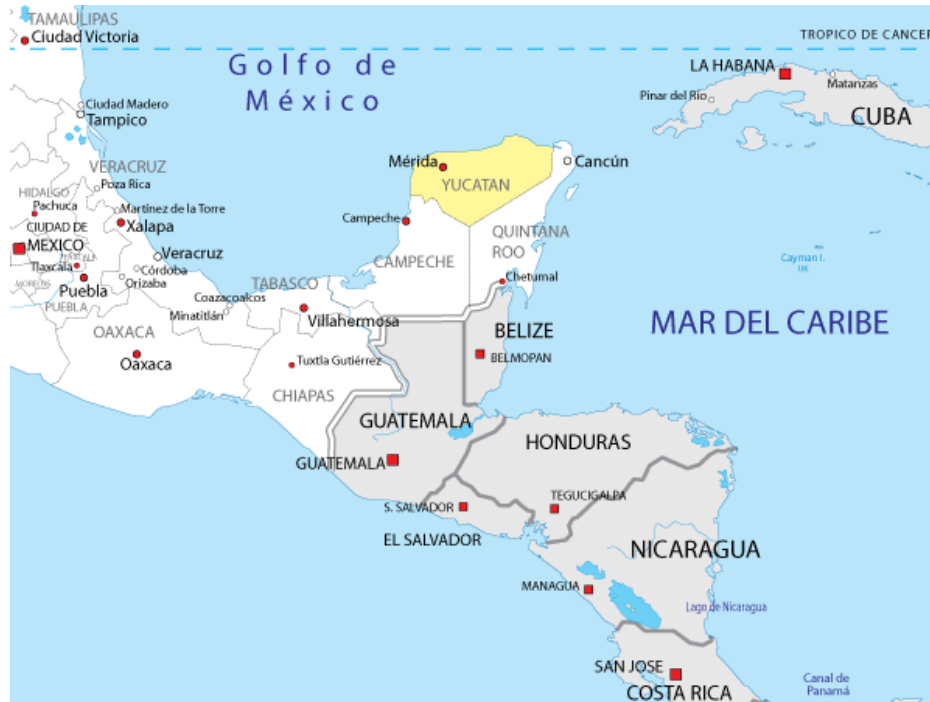 TAMAULIPAS
Ciudad Victoria
TROPICO DE CANCER
Golfo de
México
LA HABANA
Matanzas
Pinar del Río
CUBA
Ciudad Madero
Tampico
VERACRUZ
Poza Rica
HIDALGO
Pachuca
Martínez de la Torre
CIUDAD DE
MEXICO
Xalapa
TLAXCALA
Tlaxcala
MORELOS
Puebla
PUEBLA
Veracruz
Córdoba
Orizaba
Mérida
YUCATAN
Cancún
Campeche
CAMPECHE
QUINTANA
ROO
Chetumal
TABASCO
Coazacoalcos
Minatitlán
Villahermosa
OAXACA
Oaxaca
Tuxtla Gutiérrez
CHIAPAS
Cayman I.
UK
MAR DEL CARIBE
BELIZE
BELMOPAN
GUATEMALA
GUATEMALA
HONDURAS
TEGUCIGALPA
S. SALVADOR
EL SALVADOR
NICARAGUA
MANAGUA
Lago de Nicaragua
SAN JOSE
COSTA RICA
Canal de
Panamá